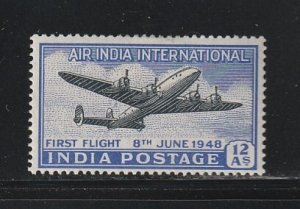 AIR-INDIA INTERNATIONAL
FIRST FLIGHT 8TH JUNE 1948
12
AS
INDIA POSTAGE